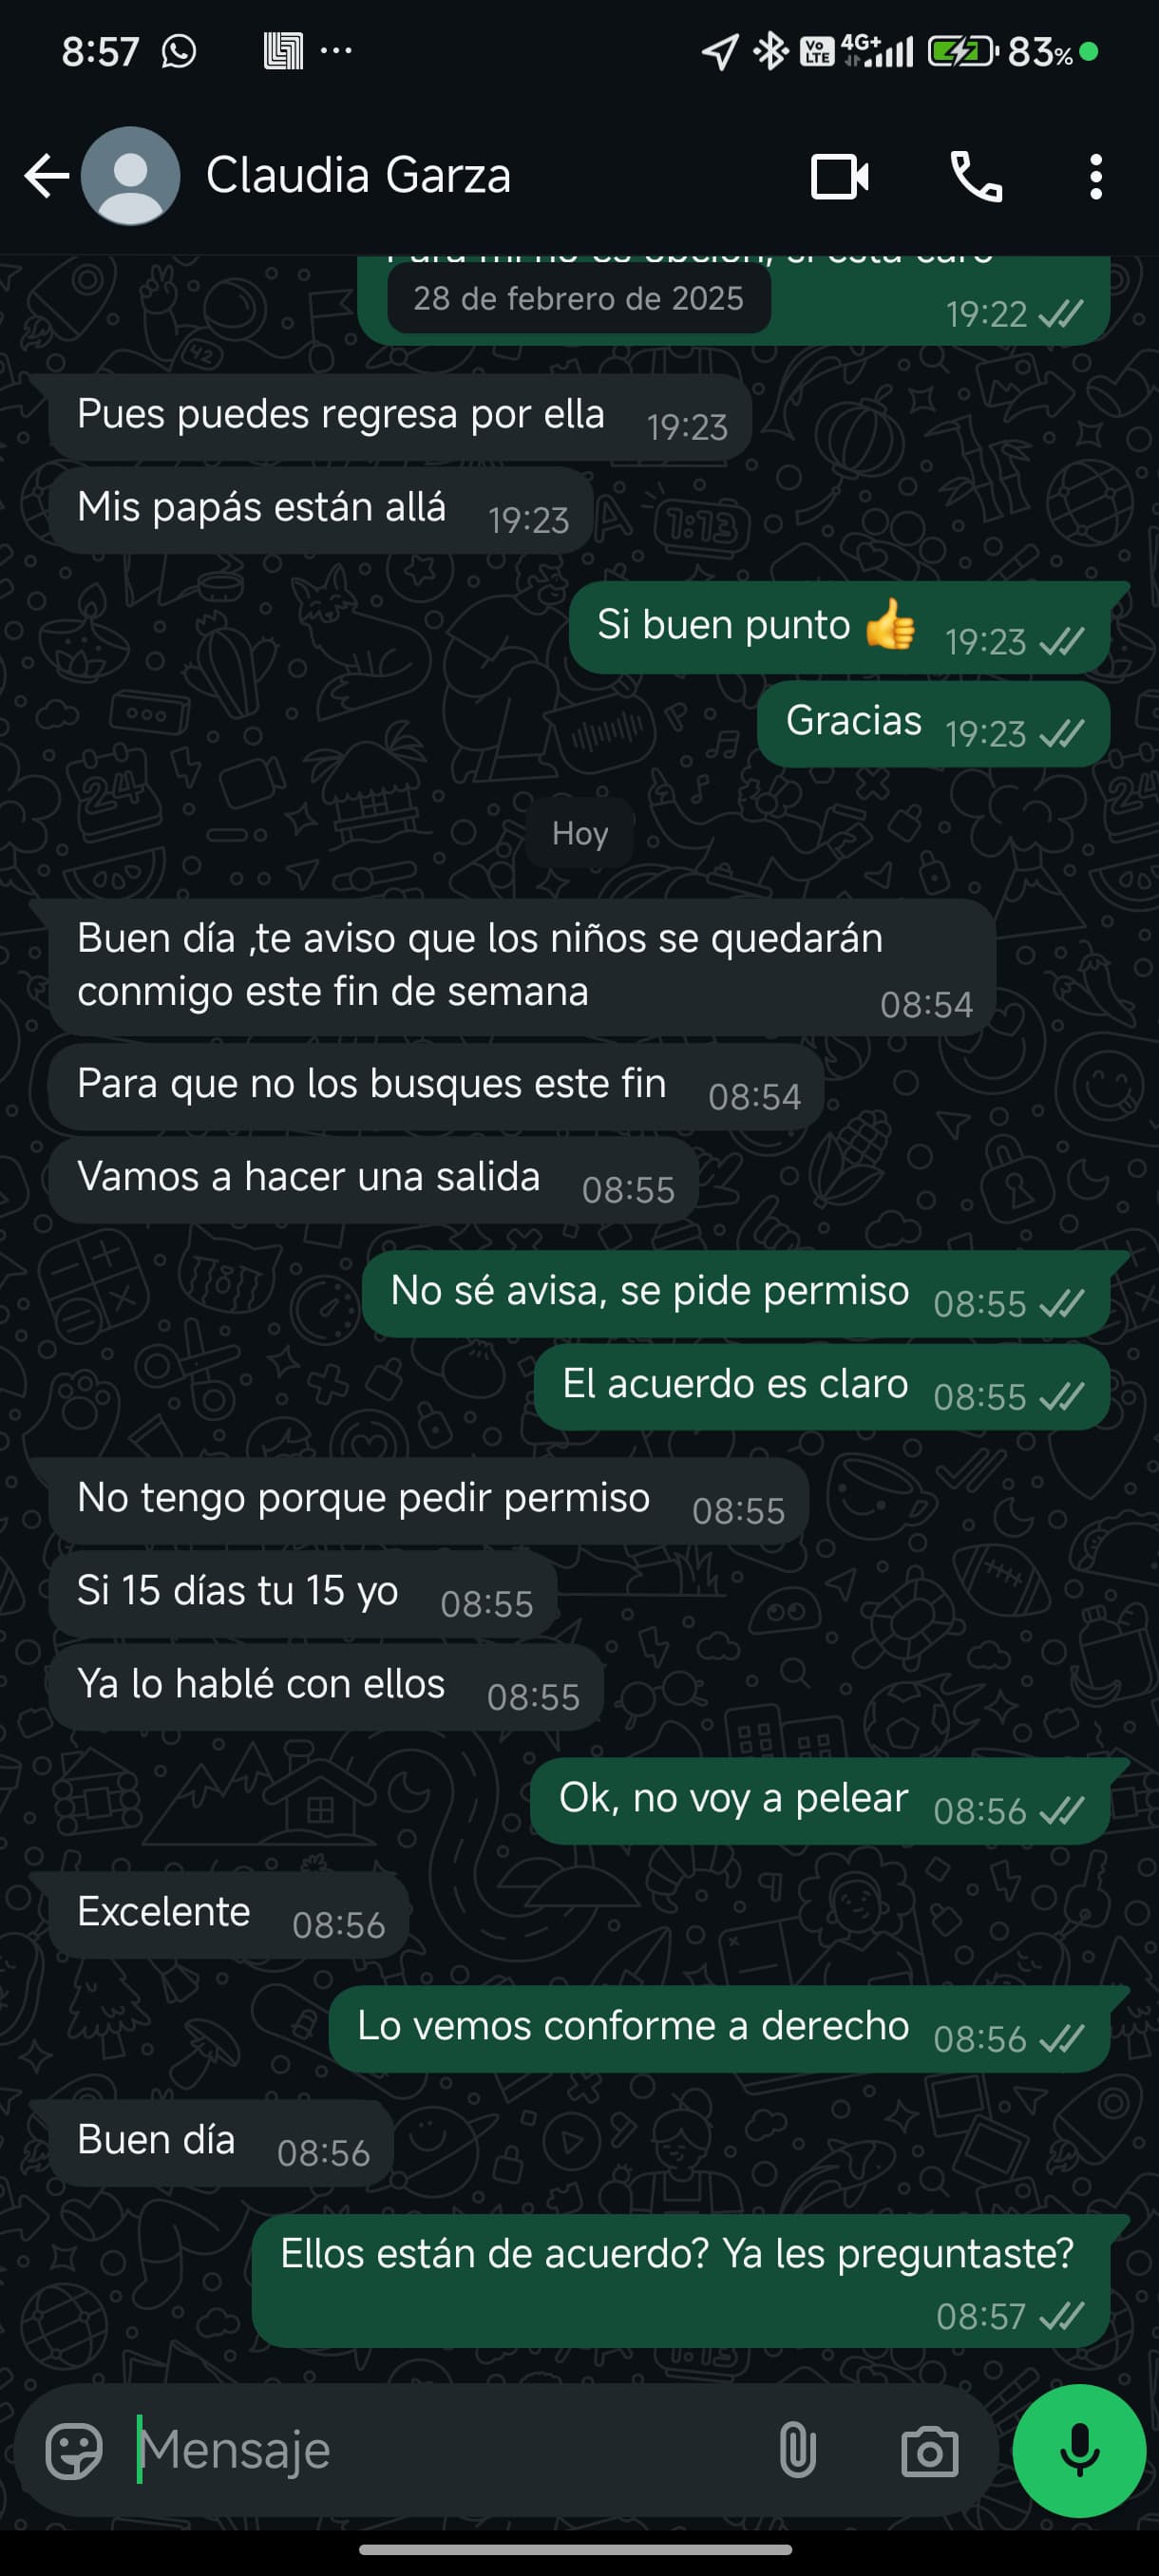 8:57
Vo
LTE
4G+
83%
Claudia Garza
28 de febrero de 2025
19:22
Pues puedes regresa por ella 19:23
Mis papás están allá 19:23
Si buen punto 👍 19:23
Gracias 19:23
Hoy
Buen día ,te aviso que los niños se quedarán
conmigo este fin de semana 08:54
Para que no los busques este fin 08:54
Vamos a hacer una salida 08:55
No sé avisa, se pide permiso 08:55
El acuerdo es claro 08:55
No tengo porque pedir permiso 08:55
Si 15 días tu 15 yo 08:55
Ya lo hablé con ellos 08:55
Ok, no voy a pelear 08:56
Excelente 08:56
Lo vemos conforme a derecho 08:56
Buen día 08:56
Ellos están de acuerdo? Ya les preguntaste?
08:57
Mensaje